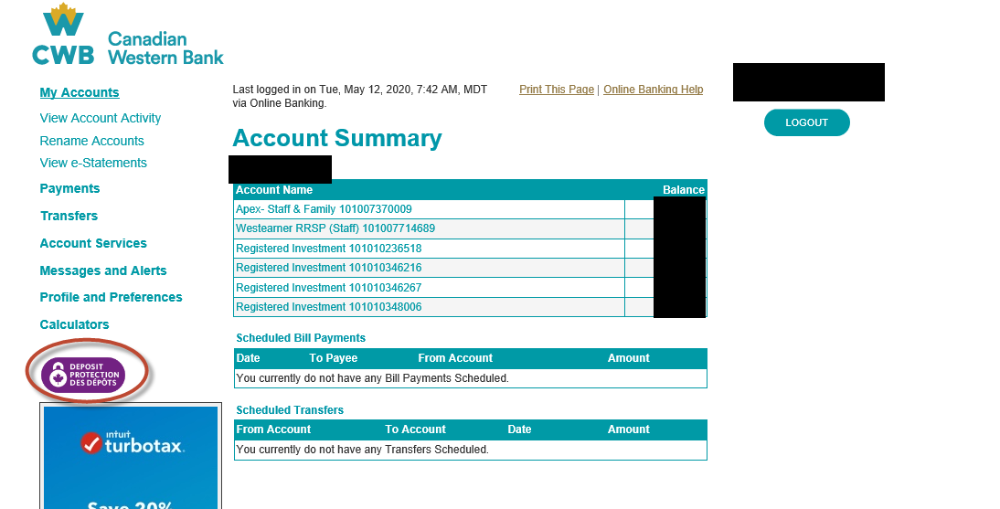 CWB
Canadian
Western Bank
My Accounts
View Account Activity
Rename Accounts
View e-Statements
Payments
Transfers
Account Services
Messages and Alerts
Profile and Preferences
Calculators
DEPOSIT
PROTECTION
DES DÉPÔTS
intuit
turbotax.
Save 20%
Last logged in on Tue, May 12, 2020, 7:42 AM, MDT
via Online Banking.
Print This Page | Online Banking Help
LOGOUT
Account Summary
Account Name Balance
Apex- Staff & Family 101007370009
Westearner RRSP (Staff) 101007714689
Registered Investment 101010236518
Registered Investment 101010346216
Registered Investment 101010346267
Registered Investment 101010348006
Scheduled Bill Payments
Date To Payee From Account Amount
You currently do not have any Bill Payments Scheduled.
Scheduled Transfers
From Account To Account Date Amount
You currently do not have any Transfers Scheduled.